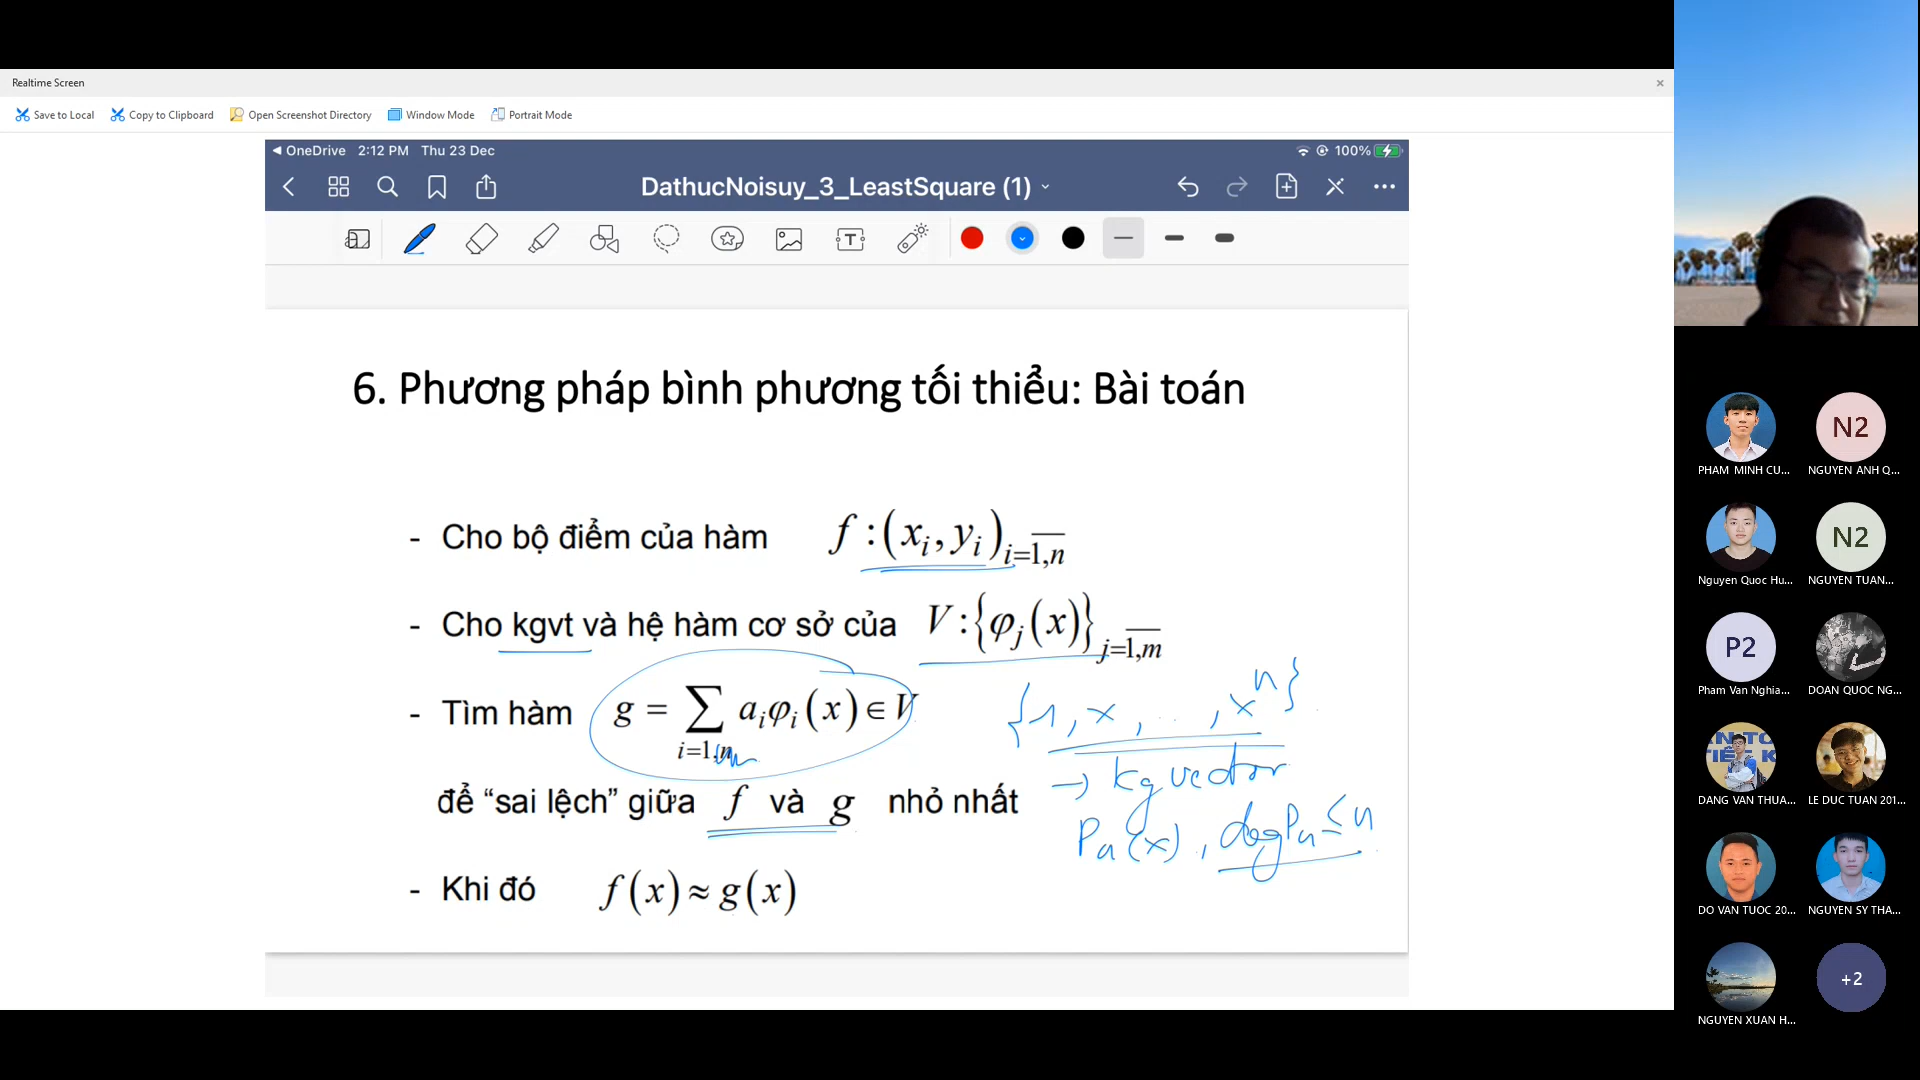 Realtime Screen
Save to Local Copy to Clipboard Open Screenshot Directory Window Mode Portrait Mode
OneDrive 2:12 PM Thu 23 Dec 100%
DathucNoisuy_3_LeastSquare (1)
6. Phương pháp bình phương tối thiểu: Bài toán
- Cho bộ điểm của hàm f : (xᵢ, yᵢ) i=1,n
- Cho kgvt và hệ hàm cơ sở của V : {φⱼ(x)} j=1,m
- Tìm hàm g = ∑ aᵢφᵢ(x) ∈ V
i=1,n m
{1, x, ..., xⁿ}
→ kg vector
Pₙ(x), deg Pₙ ≤ n
để “sai lệch” giữa f và g nhỏ nhất
- Khi đó f(x) ≈ g(x)
PHAM MINH CU...
N2
NGUYEN ANH Q...
Nguyen Quoc Hu...
N2
NGUYEN TUAN...
P2
Pham Van Nghia...
DOAN QUOC NG...
DANG VAN THUA...
LE DUC TUAN 201...
DO VAN TUOC 20...
NGUYEN SY THA...
NGUYEN XUAN H...
+2